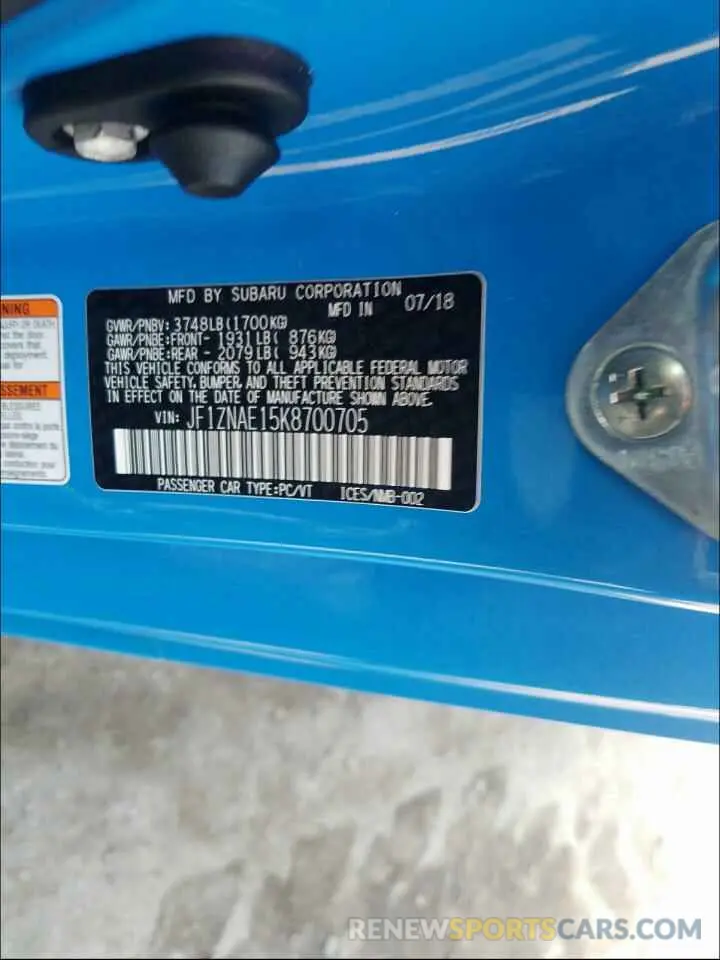 MFD BY SUBARU CORPORATION
MFD IN 07/18
GVWR/PNBV: 3748LB(1700KG)
GAWR/PNBE:FRONT- 1931LB( 876KG)
GAWR/PNBE:REAR - 2079LB( 943KG)
THIS VEHICLE CONFORMS TO ALL APPLICABLE FEDERAL MOTOR
VEHICLE SAFETY, BUMPER, AND THEFT PREVENTION STANDARDS
IN EFFECT ON THE DATE OF MANUFACTURE SHOWN ABOVE.
VIN: JF1ZNAE15K8700705
PASSENGER CAR TYPE:PC/VT ICES/NMB-002
RENEWSPORTSCARS.COM